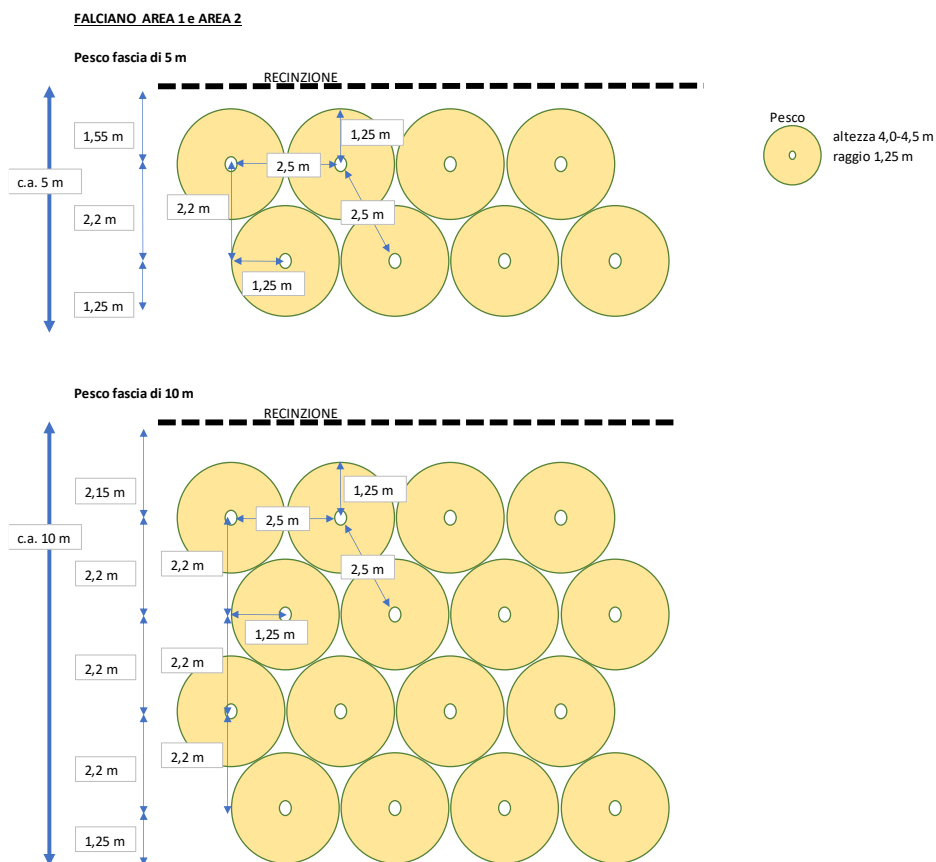 FALCIANO AREA 1 e AREA 2
Pesco fascia di 5 m
RECINZIONE
Pesco
altezza 4,0-4,5 m
raggio 1,25 m
1,55 m
1,25 m
2,5 m
c.a. 5 m
2,2 m
2,2 m
2,5 m
1,25 m
1,25 m
Pesco fascia di 10 m
RECINZIONE
2,15 m
1,25 m
2,5 m
c.a. 10 m
2,2 m
2,2 m
2,5 m
1,25 m
2,2 m
2,2 m
2,2 m
2,2 m
1,25 m